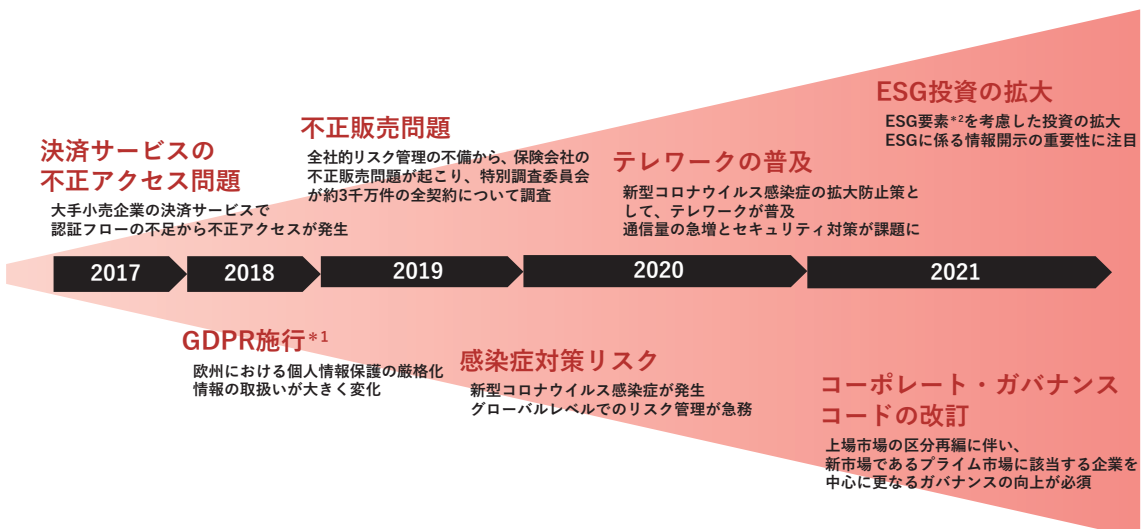 ESG投資の拡大
ESG要素*2を考慮した投資の拡大
ESGに係る情報開示の重要性に注目
不正販売問題
全社的リスク管理の不備から、保険会社の
不正販売問題が起こり、特別調査委員会
が約3千万件の全契約について調査
決済サービスの
不正アクセス問題
大手小売企業の決済サービスで
認証フローの不足から不正アクセスが発生
テレワークの普及
新型コロナウイルス感染症の拡大防止策と
して、テレワークが普及
通信量の急増とセキュリティ対策が課題に
2017 2018 2019 2020 2021
GDPR施行*1
欧州における個人情報保護の厳格化
情報の取扱いが大きく変化
感染症対策リスク
新型コロナウイルス感染症が発生
グローバルレベルでのリスク管理が急務
コーポレート・ガバナンス
コードの改訂
上場市場の区分再編に伴い、
新市場であるプライム市場に該当する企業を
中心に更なるガバナンスの向上が必須